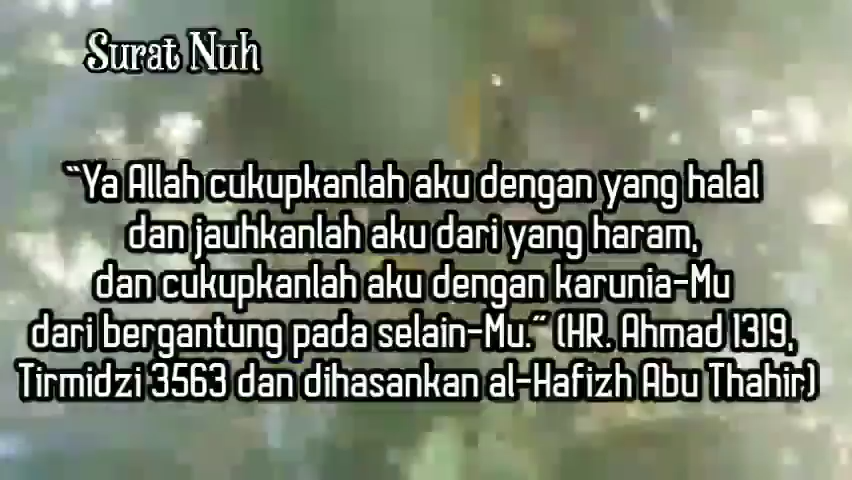 Surat Nuh
"Ya Allah cukupkanlah aku dengan yang halal
dan jauhkanlah aku dari yang haram,
dan cukupkanlah aku dengan karunia-Mu
dari bergantung pada selain-Mu." (HR. Ahmad 1319,
Tirmidzi 3563 dan dihasankan al-Hafizh Abu Thahir)